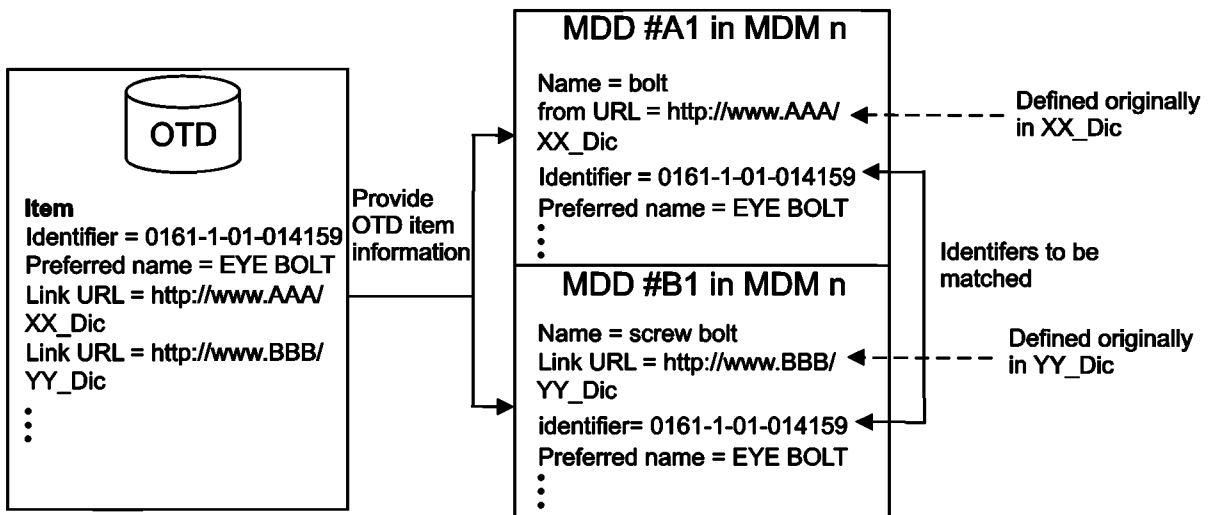 OTD
Item
Identifier = 0161-1-01-014159
Preferred name = EYE BOLT
Link URL = http://www.AAA/
XX_Dic
Link URL = http://www.BBB/
YY_Dic
Provide
OTD item
information
MDD #A1 in MDM n
Name = bolt
from URL = http://www.AAA/
XX_Dic
Identifier = 0161-1-01-014159
Preferred name = EYE BOLT
MDD #B1 in MDM n
Name = screw bolt
Link URL = http://www.BBB/
YY_Dic
identifier= 0161-1-01-014159
Preferred name = EYE BOLT
Defined originally
in XX_Dic
Identifers to be
matched
Defined originally
in YY_Dic